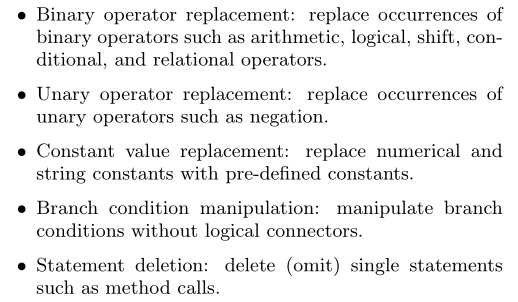 • Binary operator replacement: replace occurrences of
binary operators such as arithmetic, logical, shift, con-
ditional, and relational operators.
• Unary operator replacement: replace occurrences of
unary operators such as negation.
• Constant value replacement: replace numerical and
string constants with pre-defined constants.
• Branch condition manipulation: manipulate branch
conditions without logical connectors.
• Statement deletion: delete (omit) single statements
such as method calls.